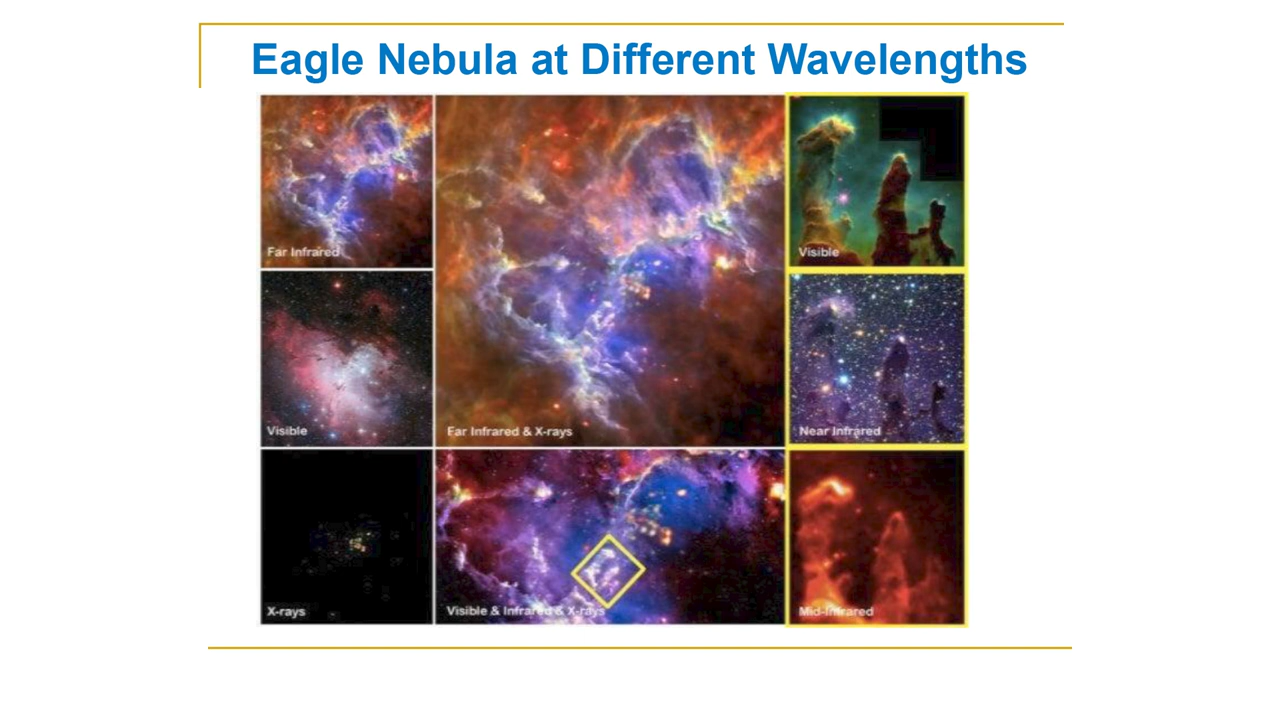 Eagle Nebula at Different Wavelengths
Far Infrared
Visible
X-rays
Far Infrared & X-rays
Visible & Infrared & X-rays
Visible
Near Infrared
Mid-Infrared